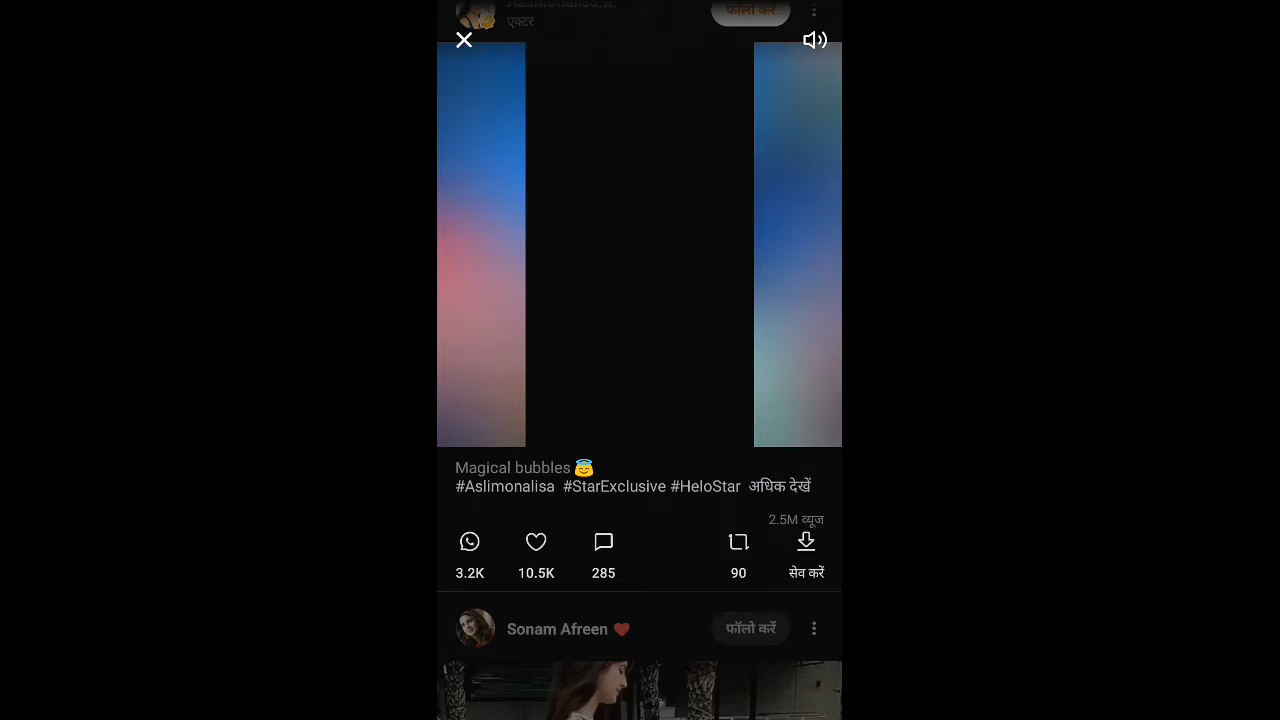 एक्टर
फॉलो करें
Magical bubbles 😇
#Aslimonalisa #StarExclusive #HeloStar अधिक देखें
2.5M व्यूज
3.2K 10.5K 285 90 सेव करें
Sonam Afreen ♥️ फॉलो करें